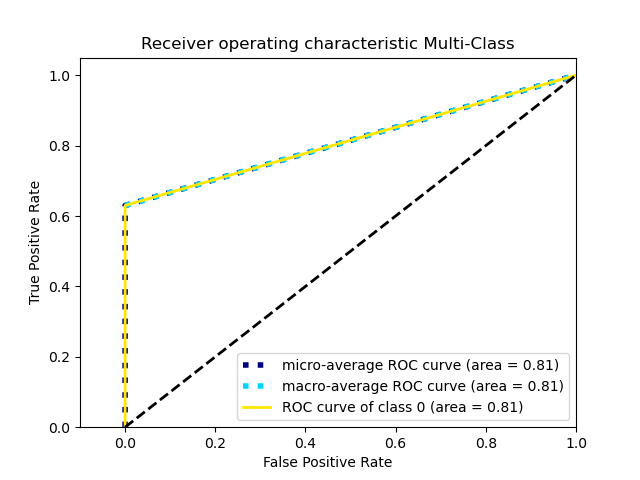 Receiver operating characteristic Multi-Class
1.0
0.8
0.6
0.4
0.2
0.0
True Positive Rate
micro-average ROC curve (area = 0.81)
macro-average ROC curve (area = 0.81)
ROC curve of class 0 (area = 0.81)
0.0 0.2 0.4 0.6 0.8 1.0
False Positive Rate